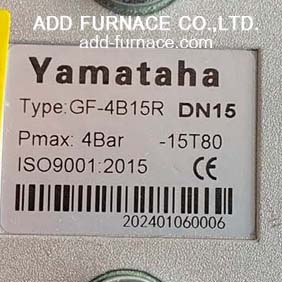 ADD FURNACE CO.,LTD.
add-furnace.com
Yamataha
Type:GF-4B15R DN15
Pmax: 4Bar -15T80
ISO9001:2015 CE
202401060006